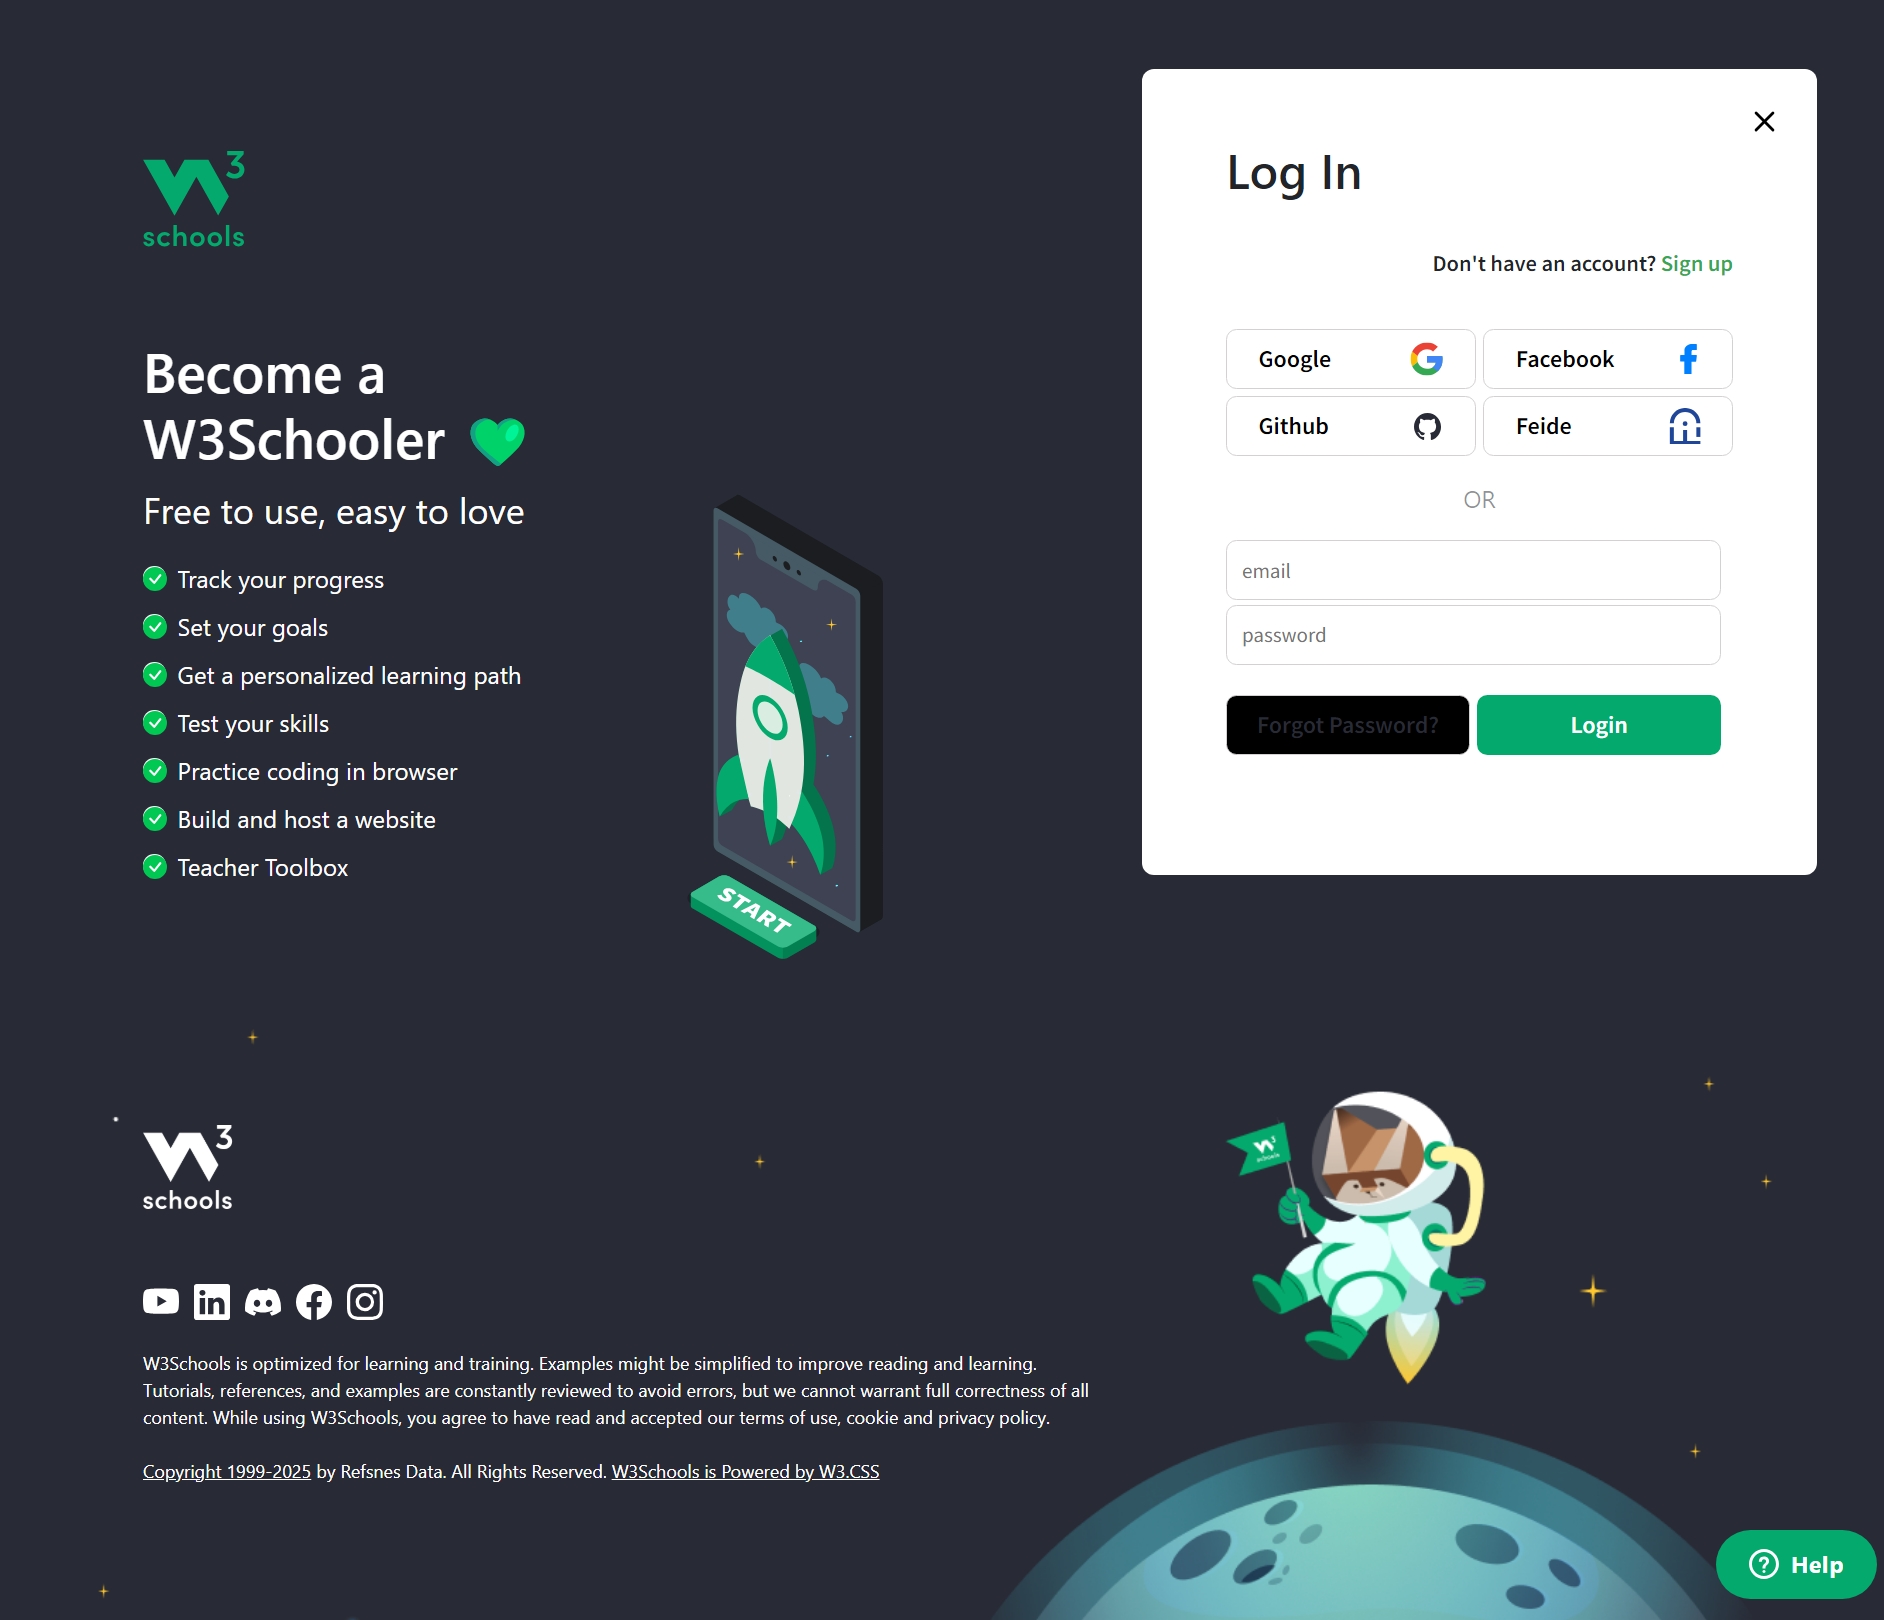 W3
schools
Become a
W3Schooler
Free to use, easy to love
Track your progress
Set your goals
Get a personalized learning path
Test your skills
Practice coding in browser
Build and host a website
Teacher Toolbox
START
Log In
Don't have an account? Sign up
Google
Facebook
Github
Feide
OR
email
password
Forgot Password?
Login
W3
schools
W3
schools
W3Schools is optimized for learning and training. Examples might be simplified to improve reading and learning.
Tutorials, references, and examples are constantly reviewed to avoid errors, but we cannot warrant full correctness of all
content. While using W3Schools, you agree to have read and accepted our terms of use, cookie and privacy policy.
Copyright 1999-2025 by Refsnes Data. All Rights Reserved. W3Schools is Powered by W3.CSS
Help